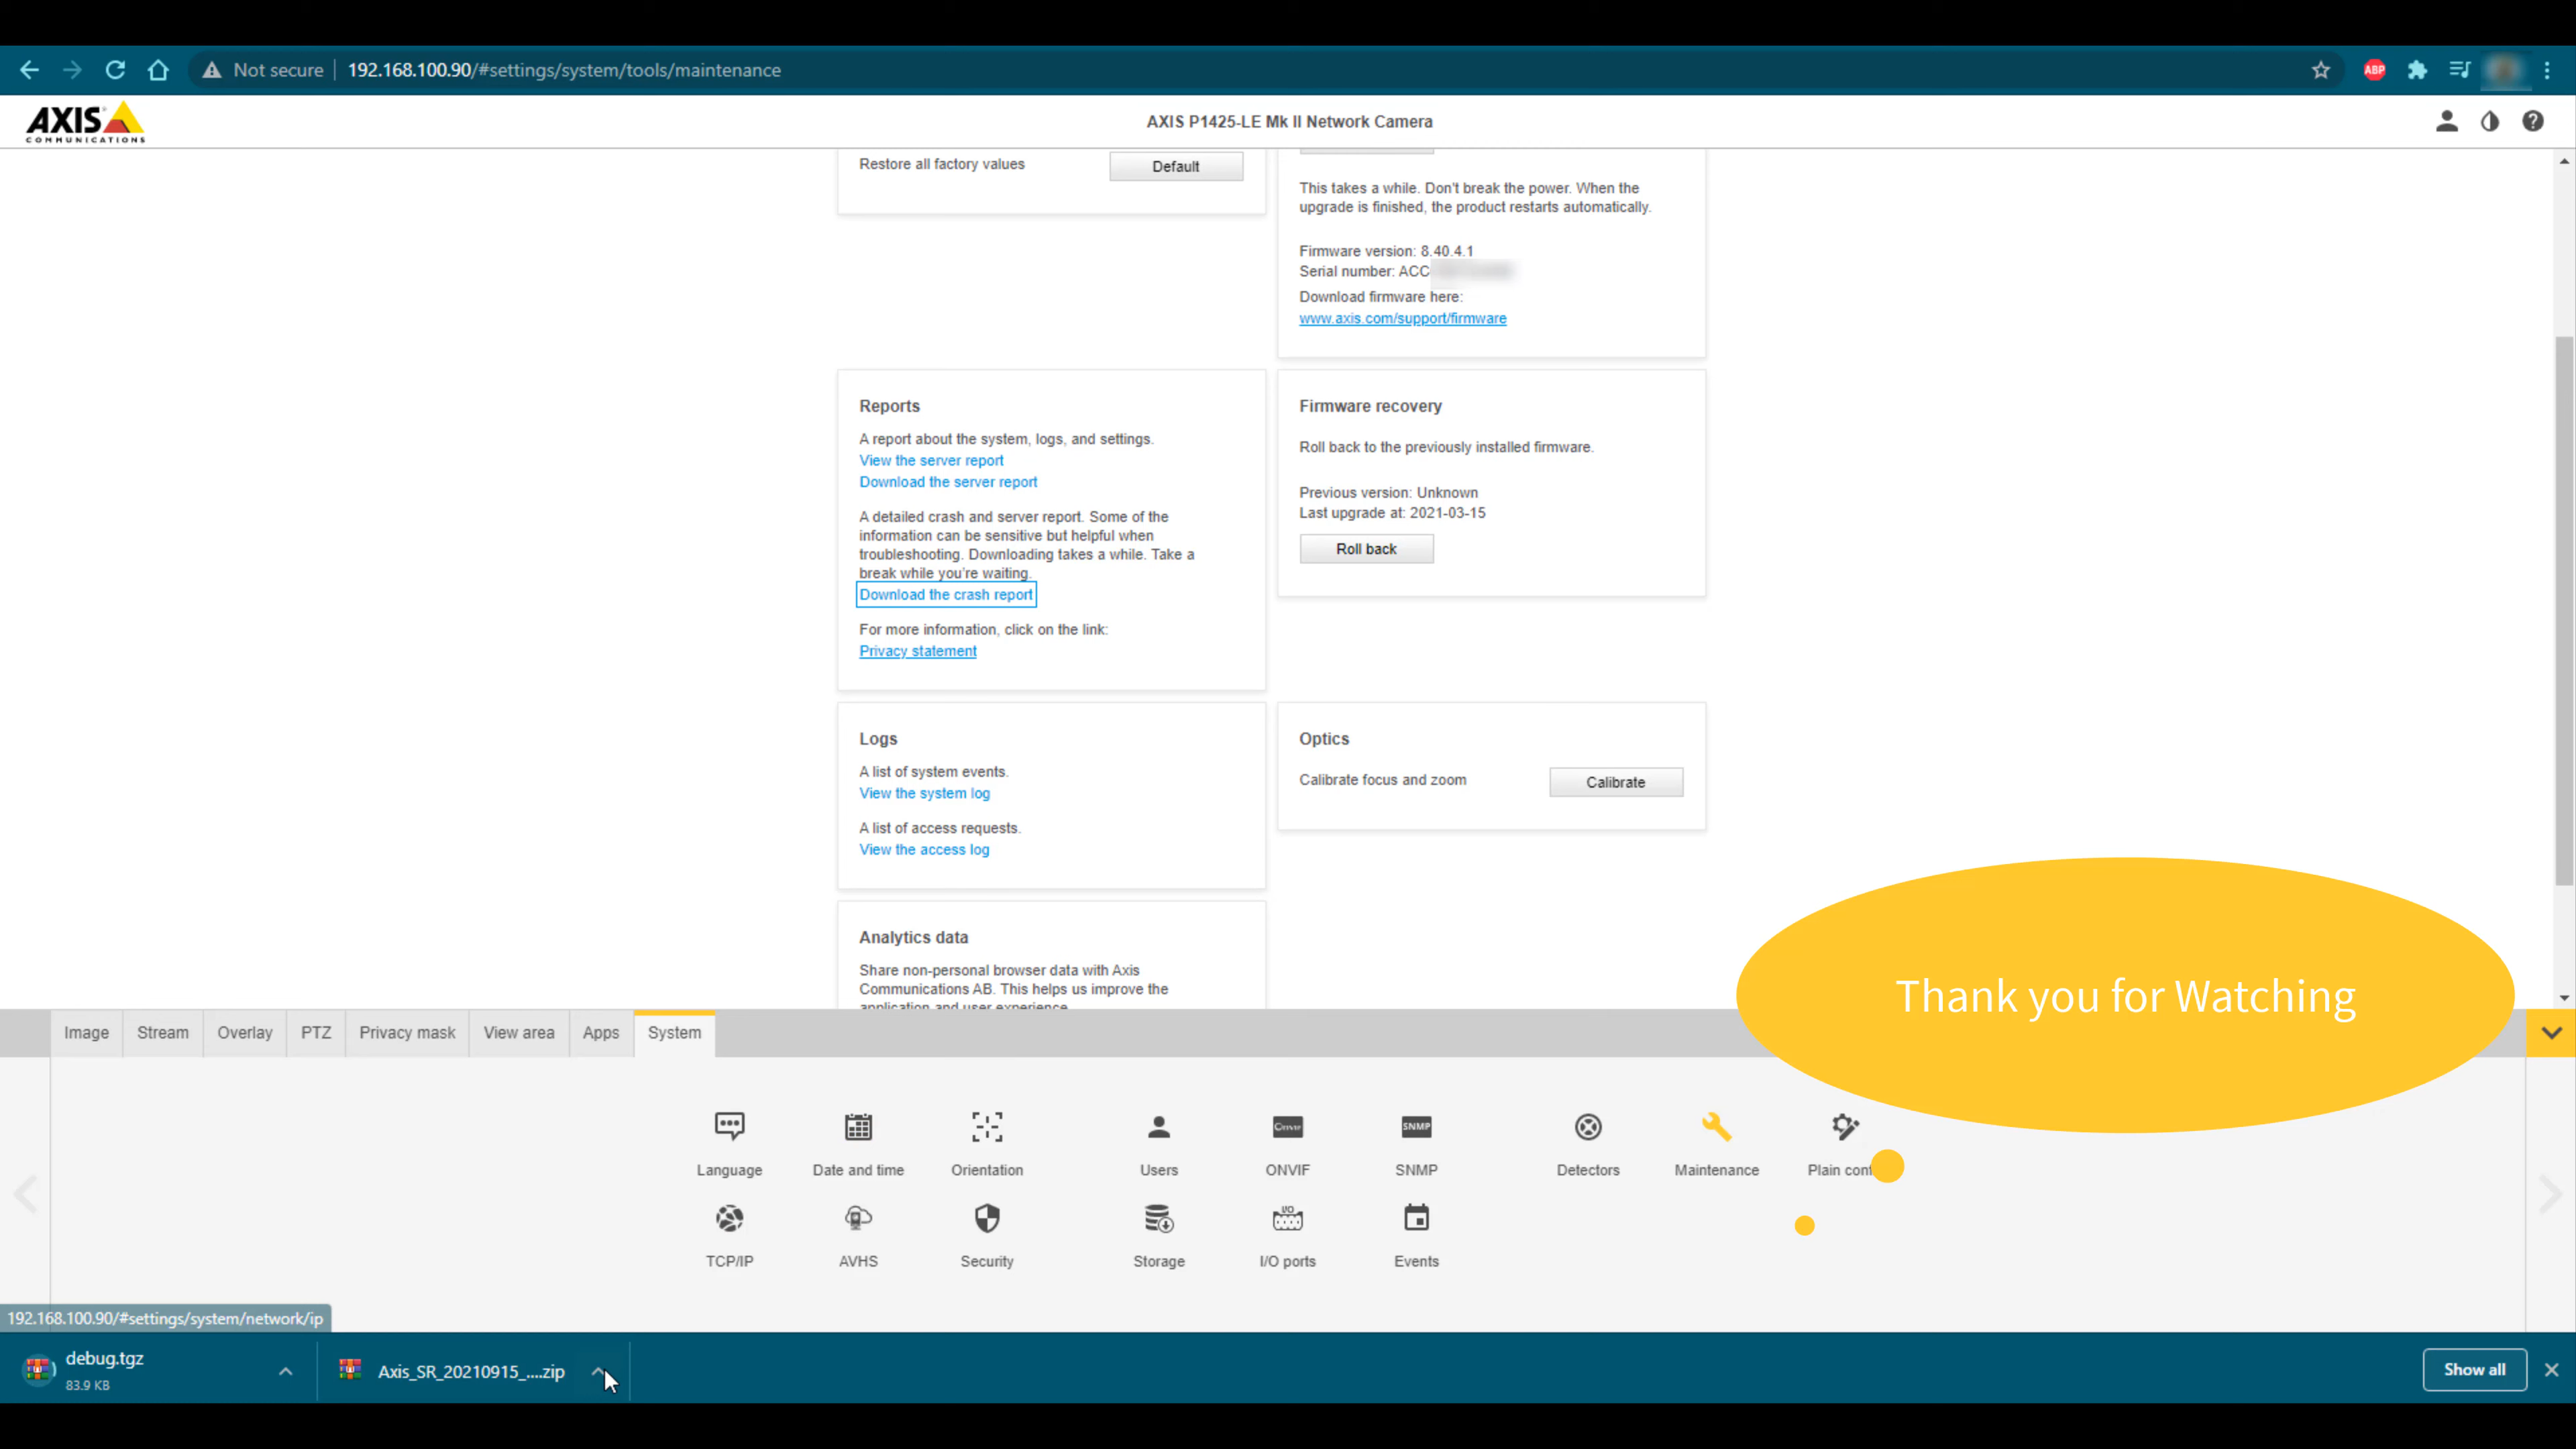 Not secure
192.168.100.90/#settings/system/tools/maintenance
ABP
AXIS
COMMUNICATIONS
AXIS P1425-LE Mk II Network Camera
Restore all factory values
Default
This takes a while. Don't break the power. When the
upgrade is finished, the product restarts automatically.
Firmware version: 8.40.4.1
Serial number: ACC
Download firmware here:
www.axis.com/support/firmware
Reports
A report about the system, logs, and settings.
View the server report
Download the server report
A detailed crash and server report. Some of the
information can be sensitive but helpful when
troubleshooting. Downloading takes a while. Take a
break while you're waiting.
Download the crash report
For more information, click on the link:
Privacy statement
Firmware recovery
Roll back to the previously installed firmware.
Previous version: Unknown
Last upgrade at: 2021-03-15
Roll back
Logs
A list of system events.
View the system log
A list of access requests.
View the access log
Optics
Calibrate focus and zoom
Calibrate
Analytics data
Share non-personal browser data with Axis
Communications AB. This helps us improve the
application and user experience.
Thank you for Watching
Image
Stream
Overlay
PTZ
Privacy mask
View area
Apps
System
Onvif
SNMP
Language
Date and time
Orientation
Users
ONVIF
SNMP
Detectors
Maintenance
Plain conf
I/O
TCP/IP
AVHS
Security
Storage
I/O ports
Events
192.168.100.90/#settings/system/network/ip
debug.tgz
83.9 KB
Axis_SR_20210915_....zip
Show all